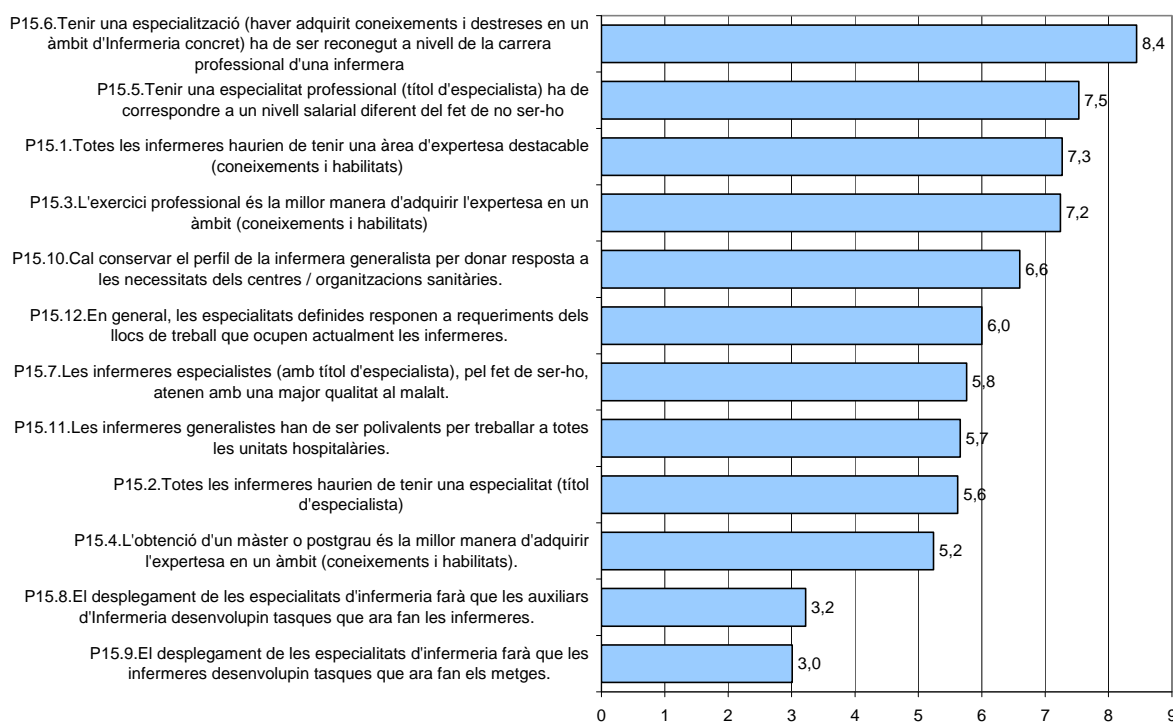 P15.6.Tenir una especialització (haver adquirit coneixements i destreses en un
àmbit d'Infermeria concret) ha de ser reconegut a nivell de la carrera
professional d'una infermera
8,4
P15.5.Tenir una especialitat professional (títol d'especialista) ha de
correspondre a un nivell salarial diferent del fet de no ser-ho
7,5
P15.1.Totes les infermeres haurien de tenir una àrea d'expertesa destacable
(coneixements i habilitats)
7,3
P15.3.L'exercici professional és la millor manera d'adquirir l'expertesa en un
àmbit (coneixements i habilitats)
7,2
P15.10.Cal conservar el perfil de la infermera generalista per donar resposta a
les necessitats dels centres / organitzacions sanitàries.
6,6
P15.12.En general, les especialitats definides responen a requeriments dels
llocs de treball que ocupen actualment les infermeres.
6,0
P15.7.Les infermeres especialistes (amb títol d'especialista), pel fet de ser-ho,
atenen amb una major qualitat al malalt.
5,8
P15.11.Les infermeres generalistes han de ser polivalents per treballar a totes
les unitats hospitalàries.
5,7
P15.2.Totes les infermeres haurien de tenir una especialitat (títol
d'especialista)
5,6
P15.4.L'obtenció d'un màster o postgrau és la millor manera d'adquirir
l'expertesa en un àmbit (coneixements i habilitats).
5,2
P15.8.El desplegament de les especialitats d'infermeria farà que les auxiliars
d'Infermeria desenvolupin tasques que ara fan les infermeres.
3,2
P15.9.El desplegament de les especialitats d'infermeria farà que les
infermeres desenvolupin tasques que ara fan els metges.
3,0
0 1 2 3 4 5 6 7 8 9